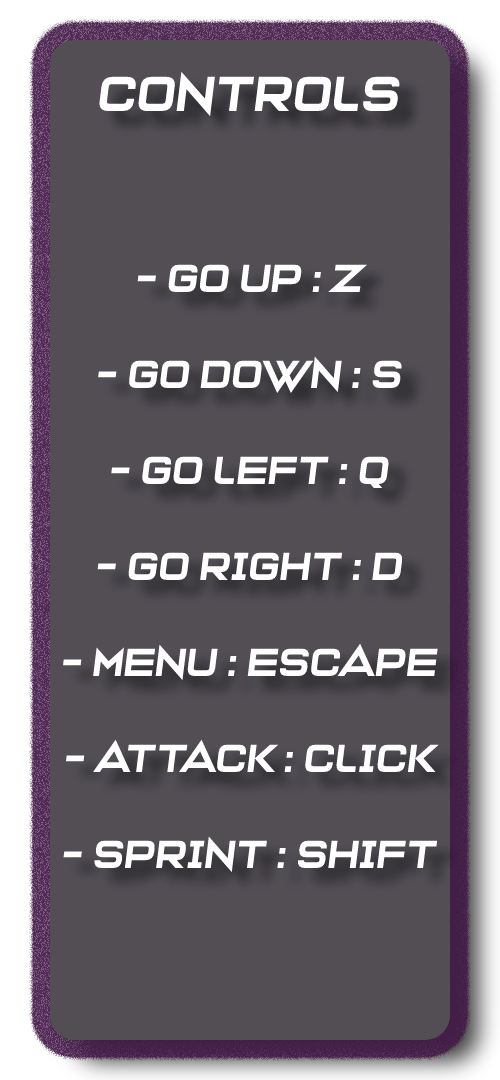 CONTROLS
- GO UP : Z
- GO DOWN : S
- GO LEFT : Q
- GO RIGHT : D
- MENU : ESCAPE
- ATTACK : CLICK
- SPRINT : SHIFT